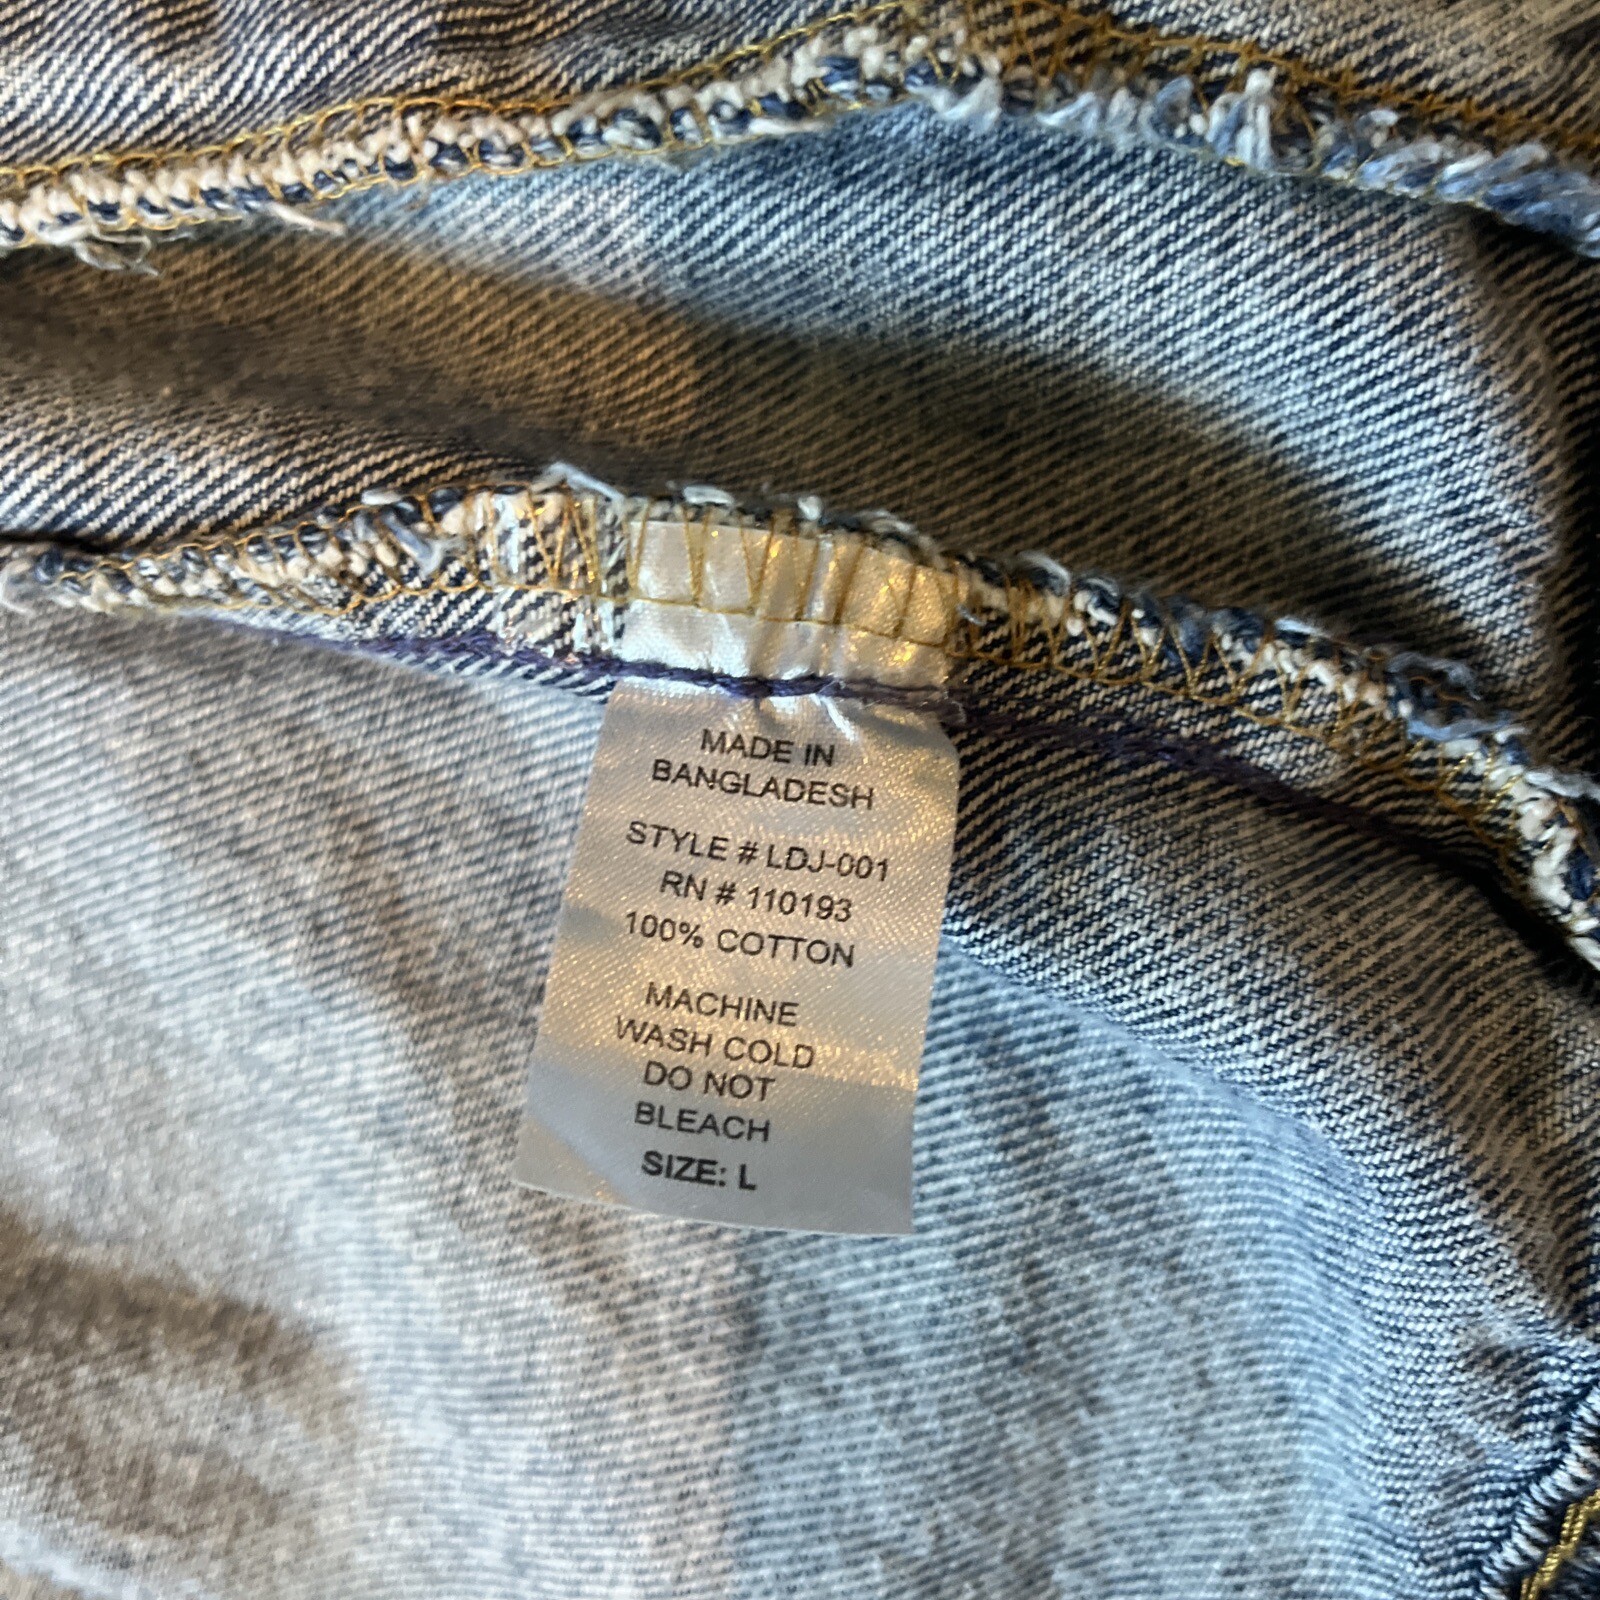 MADE IN
BANGLADESH
STYLE # LDJ-001
RN # 110193
100% COTTON
MACHINE
WASH COLD
DO NOT
BLEACH
SIZE: L